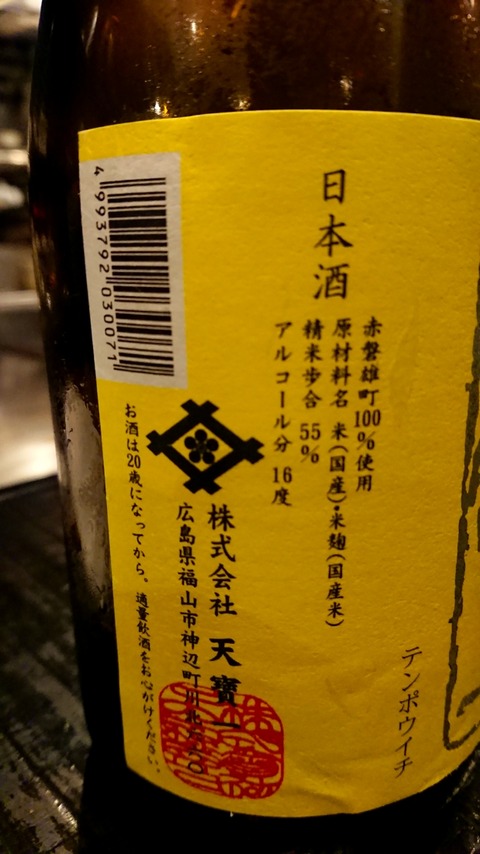 日本酒
赤磐雄町100%使用
原材料名 米(国産)・米麹(国産米)
精米歩合 55%
アルコール分 16度
テンポウイチ
株式会社 天寶一
広島県福山市神辺町川北
お酒は20歳になってから。適量飲酒をお心がけください。
4 993792 030071